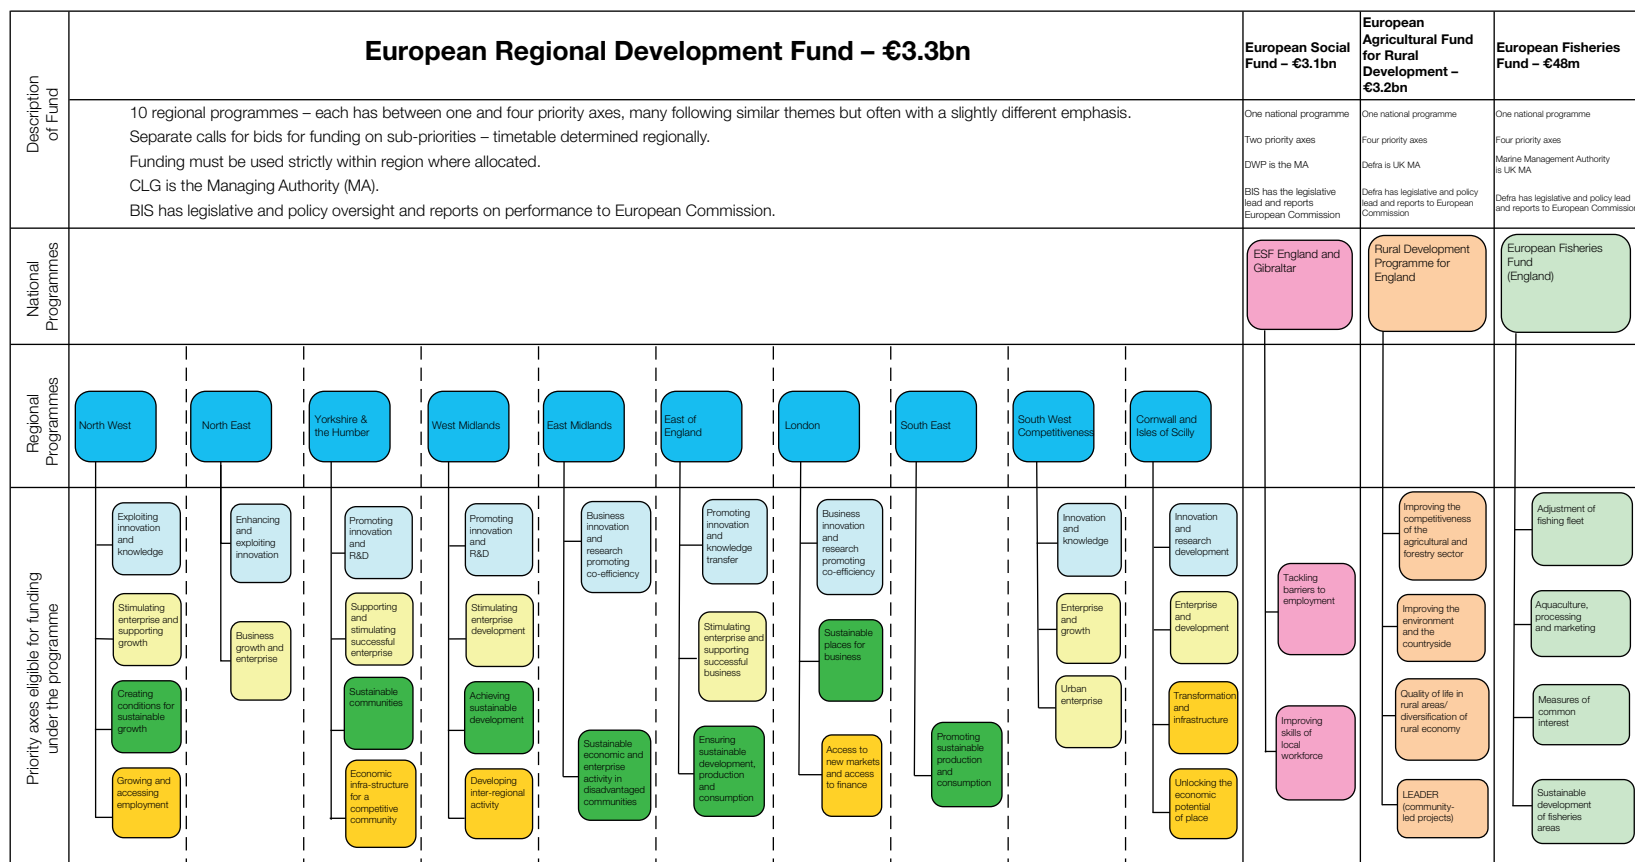 Description
of Fund
European Regional Development Fund – €3.3bn
10 regional programmes – each has between one and four priority axes, many following similar themes but often with a slightly different emphasis.
Separate calls for bids for funding on sub-priorities – timetable determined regionally.
Funding must be used strictly within region where allocated.
CLG is the Managing Authority (MA).
BIS has legislative and policy oversight and reports on performance to European Commission.
European Social
Fund – €3.1bn
One national programme
Two priority axes
DWP is the MA
BIS has the legislative
lead and reports
European Commission
European
Agricultural Fund
for Rural
Development –
€3.2bn
One national programme
Four priority axes
Defra is UK MA
Defra has legislative and policy
lead and reports to European
Commission
European Fisheries
Fund – €48m
One national programme
Four priority axes
Marine Management Authority
is UK MA
Defra has legislative and policy lead
and reports to European Commission
National
Programmes
ESF England and
Gibraltar
Rural Development
Programme for
England
European Fisheries
Fund
(England)
Regional
Programmes
North West
North East
Yorkshire &
the Humber
West Midlands
East Midlands
East of
England
London
South East
South West
Competitiveness
Cornwall and
Isles of Scilly
Priority axes eligible for funding
under the programme
Exploiting
innovation
and
knowledge
Stimulating
enterprise and
supporting
growth
Creating
conditions for
sustainable
growth
Growing and
accessing
employment
Enhancing
and
exploiting
innovation
Business
growth and
enterprise
Promoting
innovation
and
R&D
Supporting
and
stimulating
successful
enterprise
Sustainable
communities
Economic
infra-structure
for a
competitive
community
Promoting
innovation
and
R&D
Stimulating
enterprise
development
Achieving
sustainable
development
Developing
inter-regional
activity
Business
innovation
and
research
promoting
co-efficiency
Sustainable
economic and
enterprise
activity in
disadvantaged
communities
Promoting
innovation
and
knowledge
transfer
Stimulating
enterprise and
supporting
successful
business
Ensuring
sustainable
development,
production
and
consumption
Business
innovation
and
research
promoting
co-efficiency
Sustainable
places for
business
Access to
new markets
and access
to finance
Promoting
sustainable
production
and
consumption
Innovation
and
knowledge
Enterprise
and
growth
Urban
enterprise
Innovation
and
research
development
Enterprise
and
development
Transformation
and
infrastructure
Unlocking the
economic
potential
of place
Tackling
barriers to
employment
Improving
skills of
local
workforce
Improving the
competitiveness
of the
agricultural and
forestry sector
Improving the
environment
and the
countryside
Quality of life in
rural areas/
diversification of
rural economy
LEADER
(community-
led projects)
Adjustment of
fishing fleet
Aquaculture,
processing
and marketing
Measures of
common
interest
Sustainable
development
of fisheries
areas